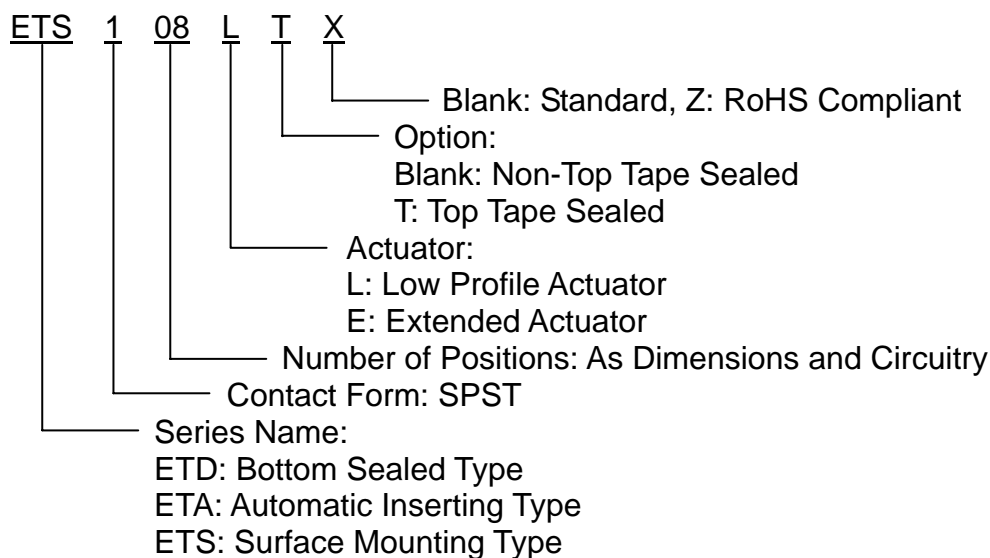 ETS 1 08 L T X
Blank: Standard, Z: RoHS Compliant
Option:
Blank: Non-Top Tape Sealed
T: Top Tape Sealed
Actuator:
L: Low Profile Actuator
E: Extended Actuator
Number of Positions: As Dimensions and Circuitry
Contact Form: SPST
Series Name:
ETD: Bottom Sealed Type
ETA: Automatic Inserting Type
ETS: Surface Mounting Type